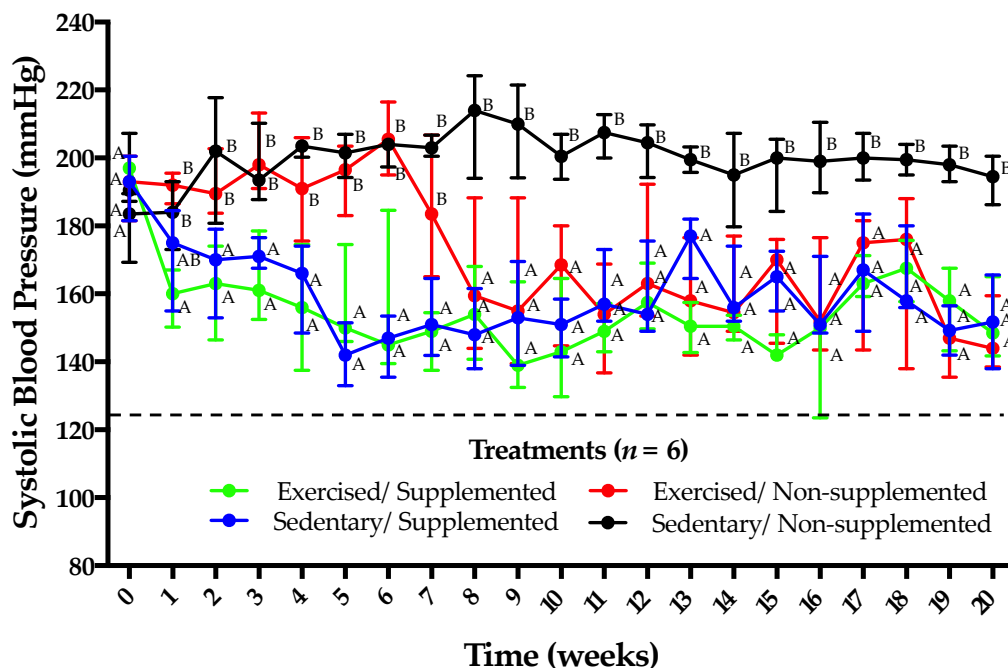 Systolic Blood Pressure (mmHg)
240
220
200
180
160
140
120
100
80
A
A
A
A
B
B
AB
A
B
B
A
A
B
B
A
A
B
B
A
A
B
B
A
A
B
B
A
A
B
B
A
A
B
A
A
A
B
A
A
A
B
A
A
A
B
A
A
A
B
A
A
A
B
A
A
A
B
A
A
A
B
A
A
A
B
A
A
A
B
A
A
A
B
A
A
A
B
A
A
A
B
A
A
A
Treatments (n = 6)
Exercised/ Supplemented
Exercised/ Non-supplemented
Sedentary/ Supplemented
Sedentary/ Non-supplemented
0 1 2 3 4 5 6 7 8 9 10 11 12 13 14 15 16 17 18 19 20
Time (weeks)